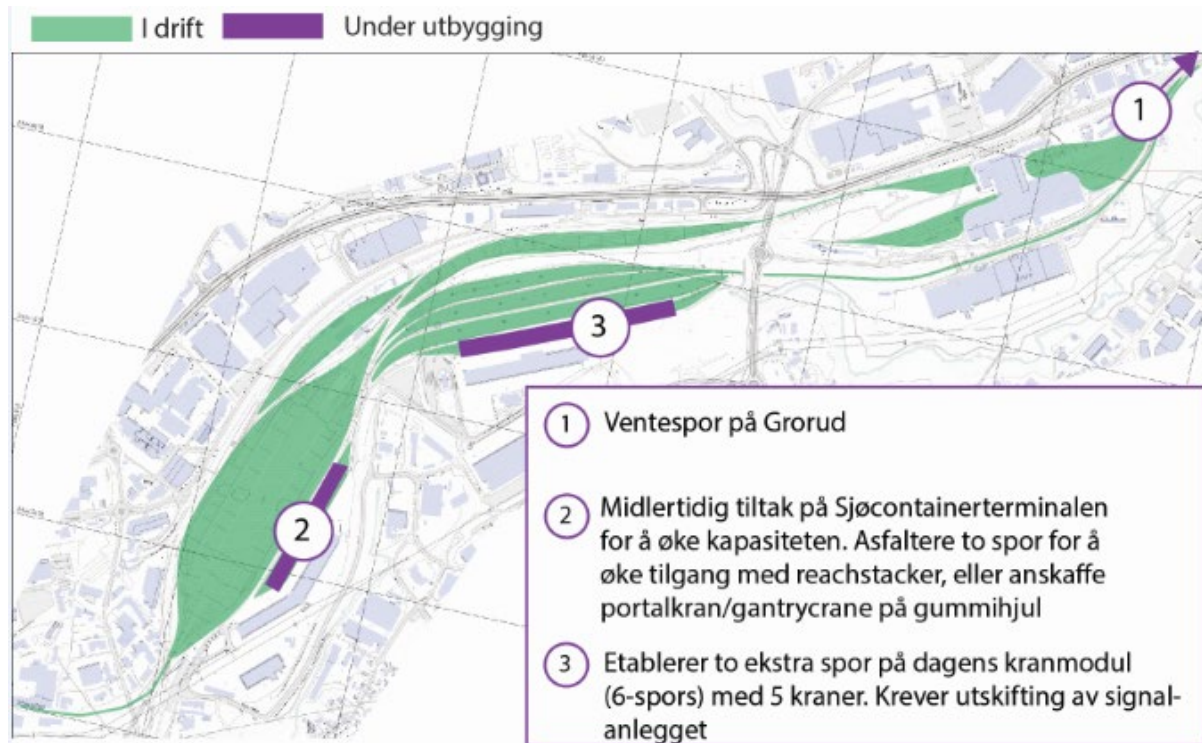 I drift
Under utbygging
1
3
2
1 Ventespor på Grorud
2 Midlertidig tiltak på Sjøcontainerterminalen
for å øke kapasiteten. Asfaltere to spor for å
øke tilgang med reachstacker, eller anskaffe
portalkran/gantrycrane på gummihjul
3 Etablerer to ekstra spor på dagens kranmodul
(6-spors) med 5 kraner. Krever utskifting av signal-
anlegget